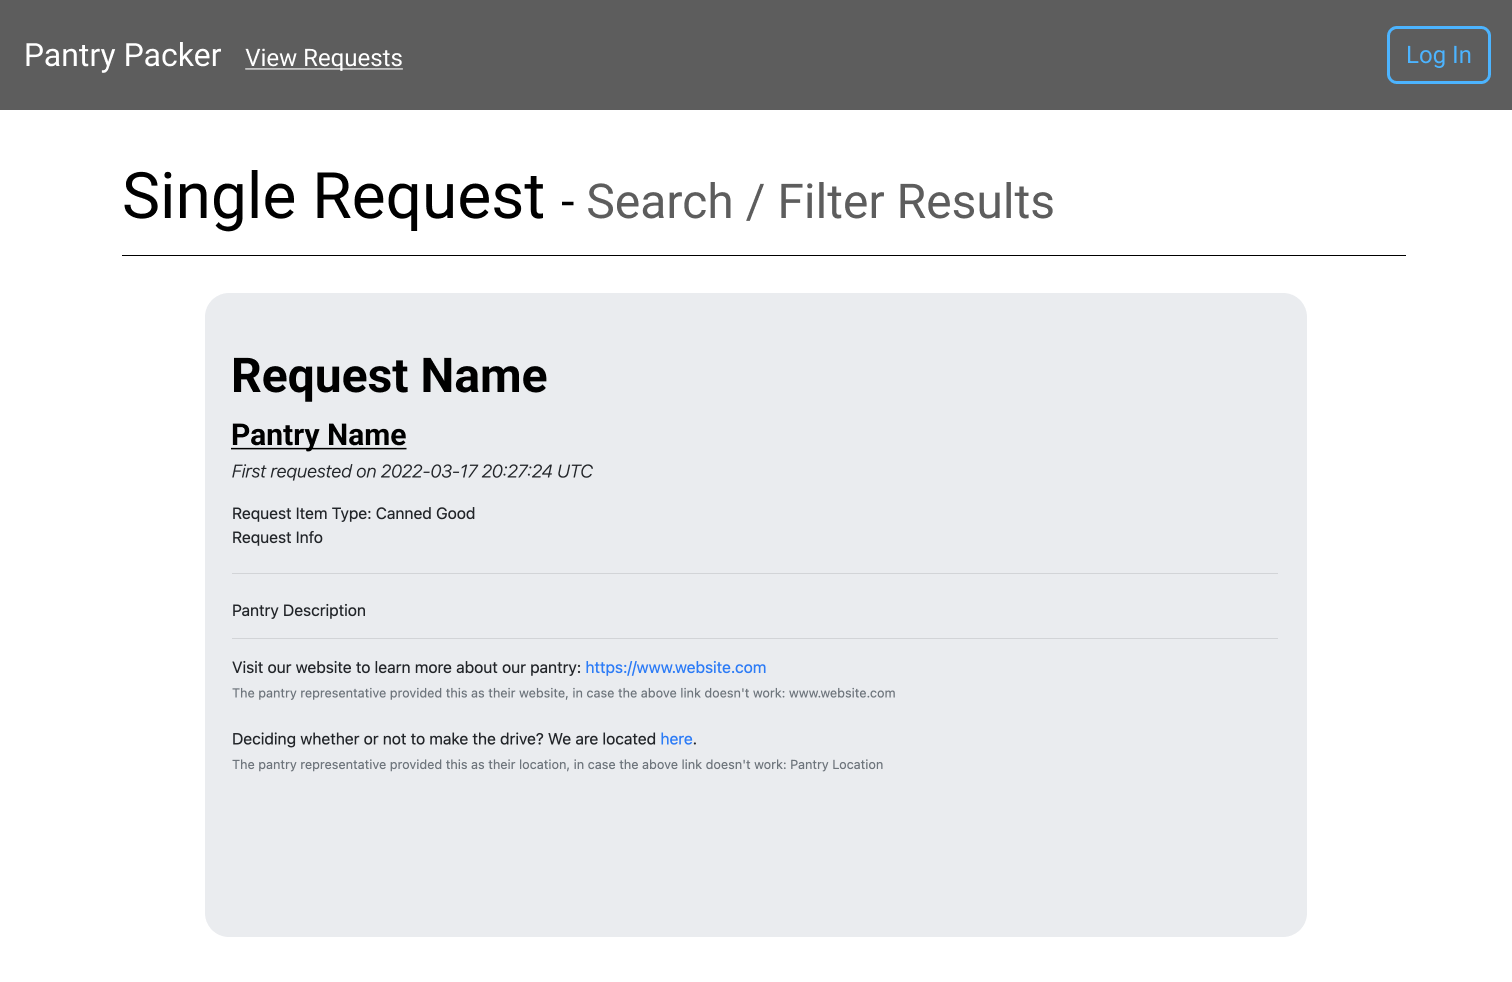 Pantry Packer View Requests Log In
Single Request - Search / Filter Results
Request Name
Pantry Name
First requested on 2022-03-17 20:27:24 UTC
Request Item Type: Canned Good
Request Info
Pantry Description
Visit our website to learn more about our pantry: https://www.website.com
The pantry representative provided this as their website, in case the above link doesn't work: www.website.com
Deciding whether or not to make the drive? We are located here.
The pantry representative provided this as their location, in case the above link doesn't work: Pantry Location